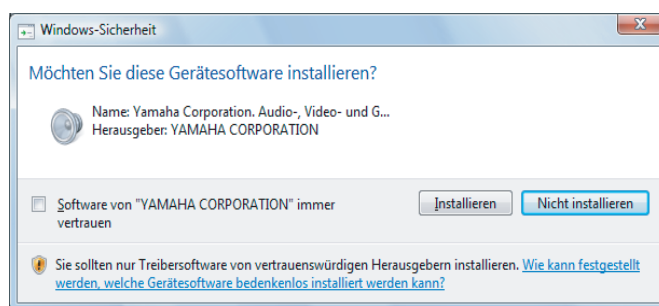 Windows-Sicherheit
Möchten Sie diese Gerätesoftware installieren?
Name: Yamaha Corporation. Audio-, Video- und G...
Herausgeber: YAMAHA CORPORATION
Software von "YAMAHA CORPORATION" immer
vertrauen
Installieren
Nicht installieren
Sie sollten nur Treibersoftware von vertrauenswürdigen Herausgebern installieren. Wie kann festgestellt
werden, welche Gerätesoftware bedenkenlos installiert werden kann?